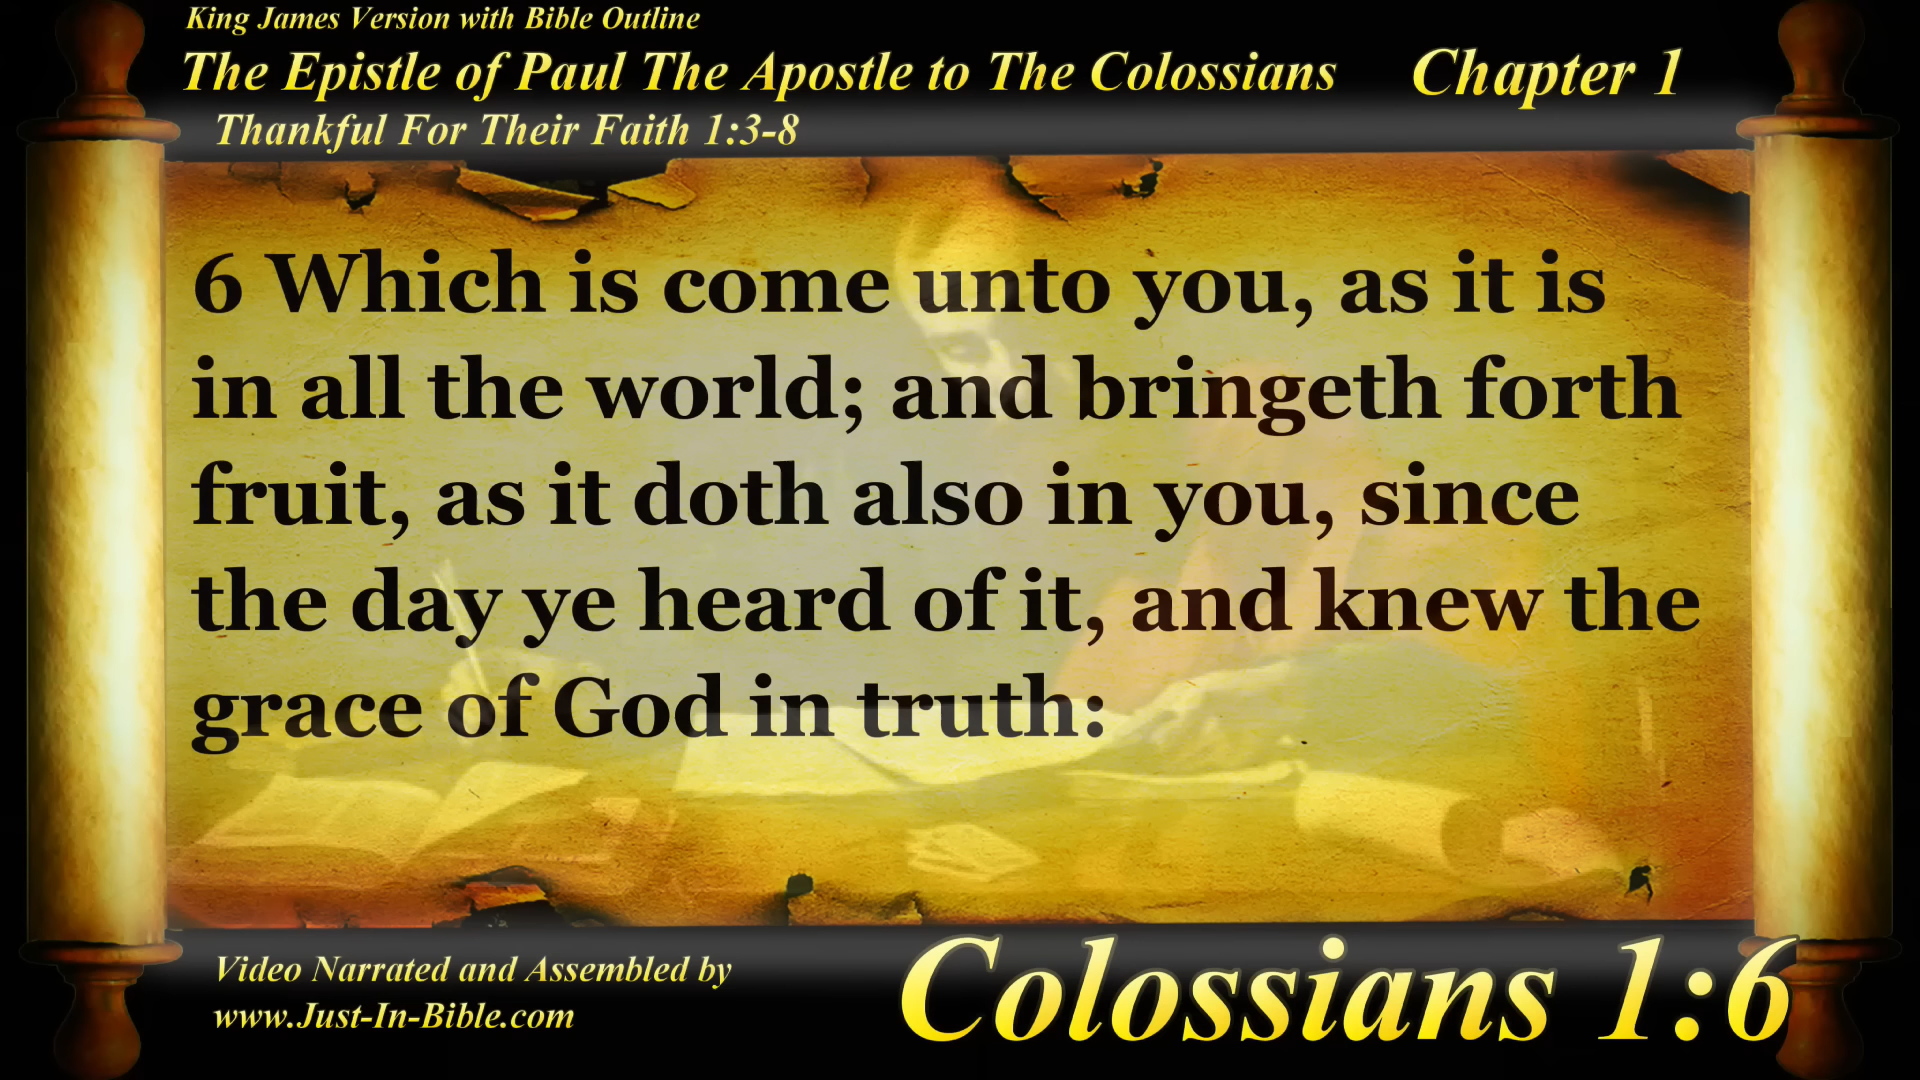 King James Version with Bible Outline
The Epistle of Paul The Apostle to The Colossians Chapter 1
Thankful For Their Faith 1:3-8
6 Which is come unto you, as it is
in all the world; and bringeth forth
fruit, as it doth also in you, since
the day ye heard of it, and knew the
grace of God in truth:
Video Narrated and Assembled by
www.Just-In-Bible.com
Colossians 1:6